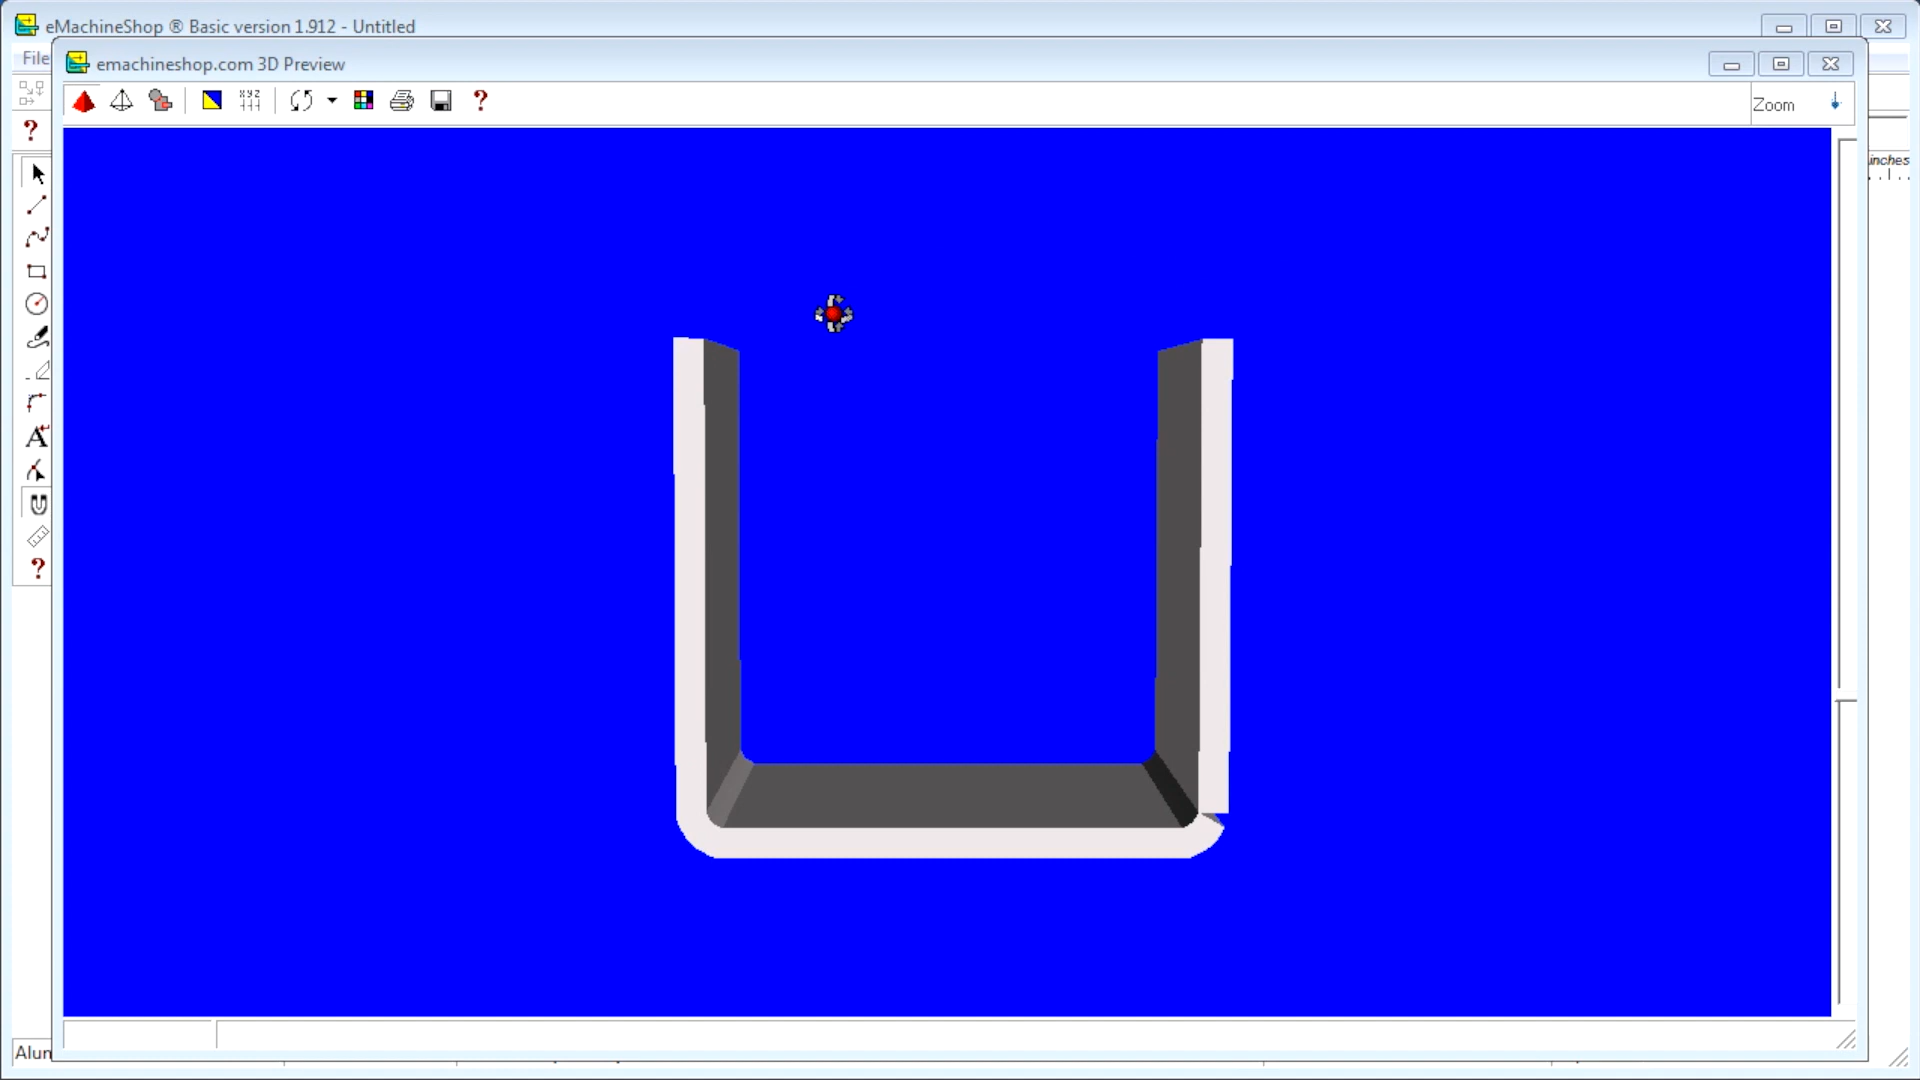 eMachineShop ® Basic version 1.912 - Untitled
File
emachineshop.com 3D Preview
x y z
?
Zoom
?
inches
A
?
Alun